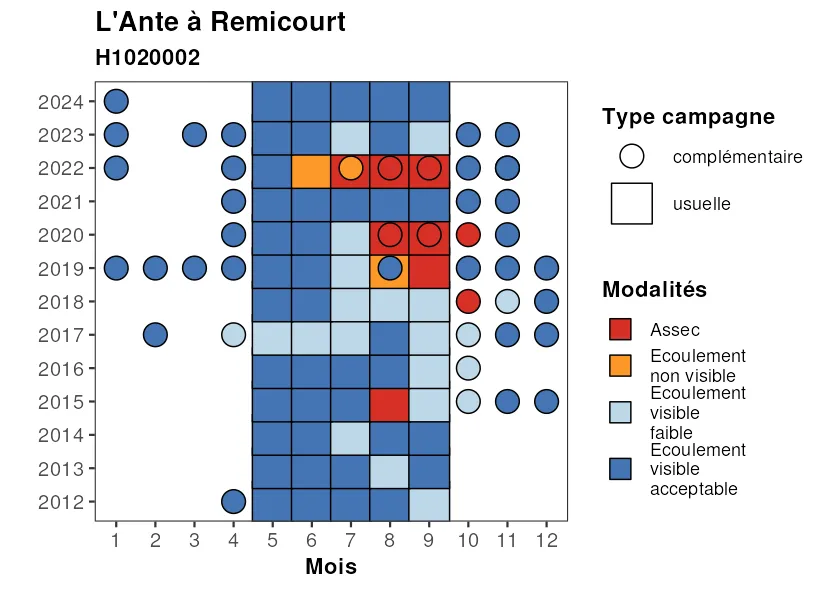 L'Ante à Remicourt
H1020002
2024
2023
2022
2021
2020
2019
2018
2017
2016
2015
2014
2013
2012
1 2 3 4 5 6 7 8 9 10 11 12
Mois
Type campagne
complémentaire
usuelle
Modalités
Assec
Ecoulement
non visible
Ecoulement
visible
faible
Ecoulement
visible
acceptable